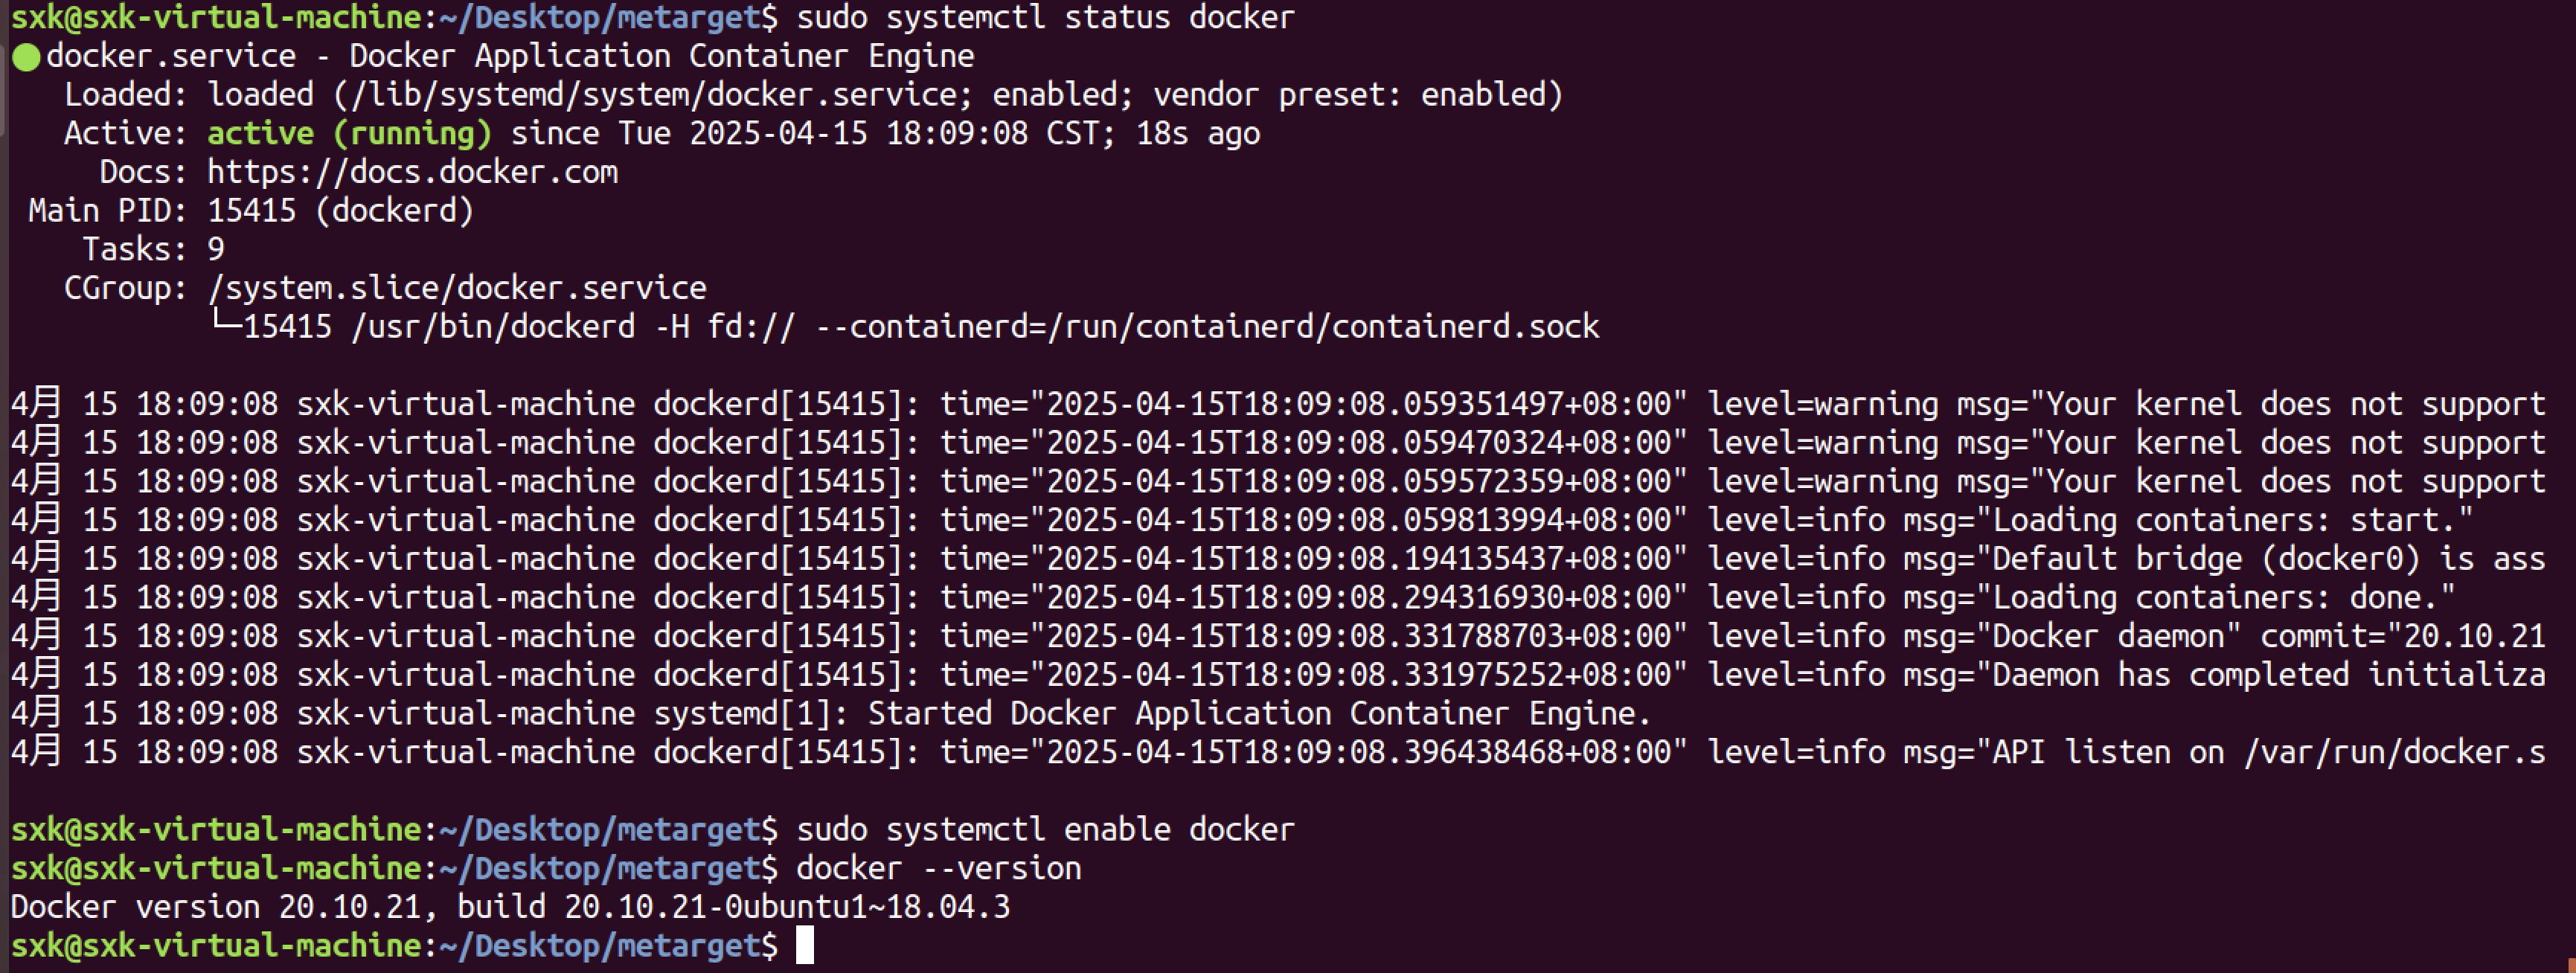 sxk@sxk-virtual-machine:~/Desktop/metarget$ sudo systemctl status docker
● docker.service - Docker Application Container Engine
   Loaded: loaded (/lib/systemd/system/docker.service; enabled; vendor preset: enabled)
   Active: active (running) since Tue 2025-04-15 18:09:08 CST; 18s ago
     Docs: https://docs.docker.com
 Main PID: 15415 (dockerd)
    Tasks: 9
   CGroup: /system.slice/docker.service
           └─15415 /usr/bin/dockerd -H fd:// --containerd=/run/containerd/containerd.sock
4月 15 18:09:08 sxk-virtual-machine dockerd[15415]: time="2025-04-15T18:09:08.059351497+08:00" level=warning msg="Your kernel does not support
4月 15 18:09:08 sxk-virtual-machine dockerd[15415]: time="2025-04-15T18:09:08.059470324+08:00" level=warning msg="Your kernel does not support
4月 15 18:09:08 sxk-virtual-machine dockerd[15415]: time="2025-04-15T18:09:08.059572359+08:00" level=warning msg="Your kernel does not support
4月 15 18:09:08 sxk-virtual-machine dockerd[15415]: time="2025-04-15T18:09:08.059813994+08:00" level=info msg="Loading containers: start."
4月 15 18:09:08 sxk-virtual-machine dockerd[15415]: time="2025-04-15T18:09:08.194135437+08:00" level=info msg="Default bridge (docker0) is ass
4月 15 18:09:08 sxk-virtual-machine dockerd[15415]: time="2025-04-15T18:09:08.294316930+08:00" level=info msg="Loading containers: done."
4月 15 18:09:08 sxk-virtual-machine dockerd[15415]: time="2025-04-15T18:09:08.331788703+08:00" level=info msg="Docker daemon" commit="20.10.21
4月 15 18:09:08 sxk-virtual-machine dockerd[15415]: time="2025-04-15T18:09:08.331975252+08:00" level=info msg="Daemon has completed initializa
4月 15 18:09:08 sxk-virtual-machine systemd[1]: Started Docker Application Container Engine.
4月 15 18:09:08 sxk-virtual-machine dockerd[15415]: time="2025-04-15T18:09:08.396438468+08:00" level=info msg="API listen on /var/run/docker.s
sxk@sxk-virtual-machine:~/Desktop/metarget$ sudo systemctl enable docker
sxk@sxk-virtual-machine:~/Desktop/metarget$ docker --version
Docker version 20.10.21, build 20.10.21-0ubuntu1~18.04.3
sxk@sxk-virtual-machine:~/Desktop/metarget$